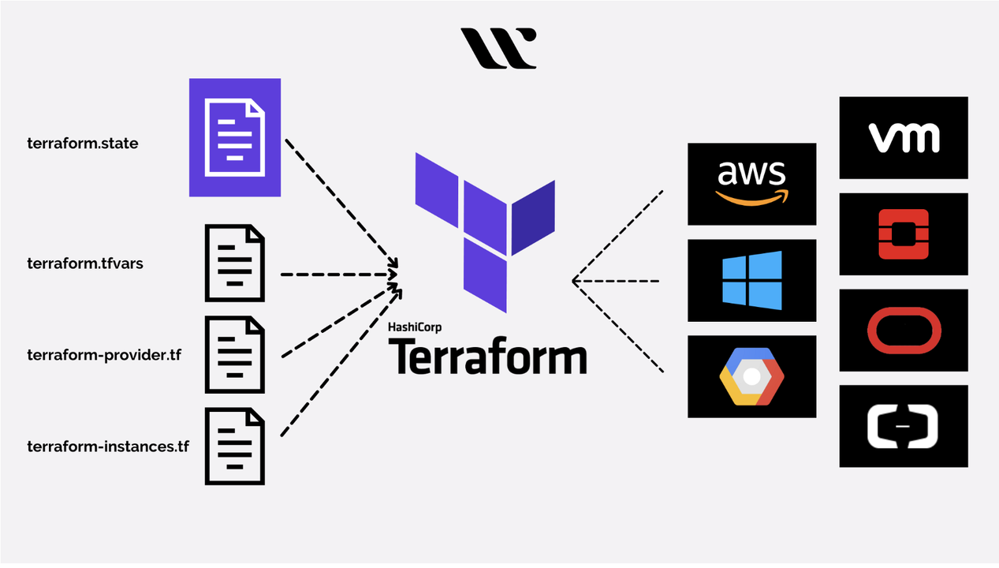 terraform.state
terraform.tfvars
terraform-provider.tf
terraform-instances.tf
HashiCorp
Terraform
aws
vm